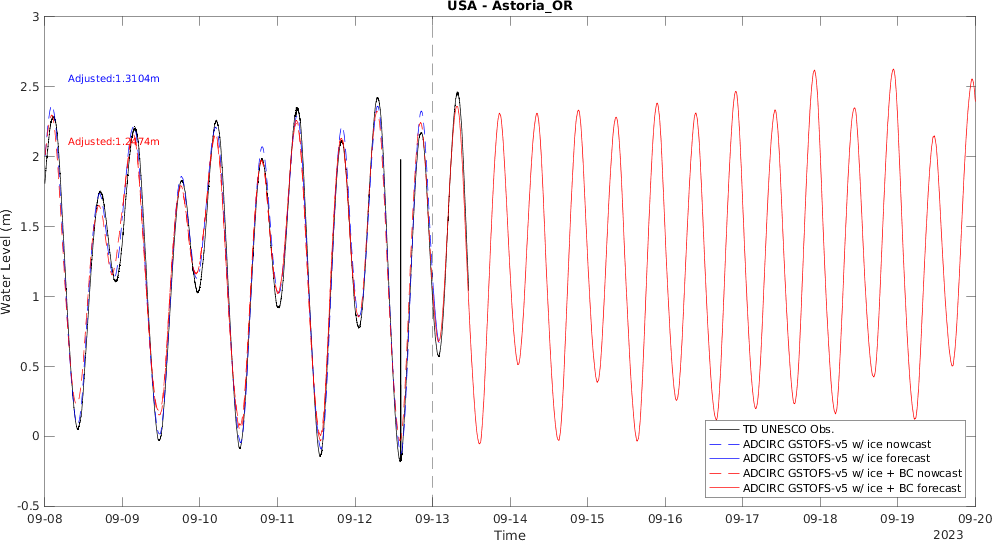 USA - Astoria_OR
3
2.5
2
1.5
1
0.5
0
-0.5
Water Level (m)
Adjusted:1.3104m
Adjusted:1.2474m
TD UNESCO Obs.
ADCIRC GSTOFS-v5 w/ ice nowcast
ADCIRC GSTOFS-v5 w/ ice forecast
ADCIRC GSTOFS-v5 w/ ice + BC nowcast
ADCIRC GSTOFS-v5 w/ ice + BC forecast
09-08 09-09 09-10 09-11 09-12 09-13 09-14 09-15 09-16 09-17 09-18 09-19 09-20
Time
2023